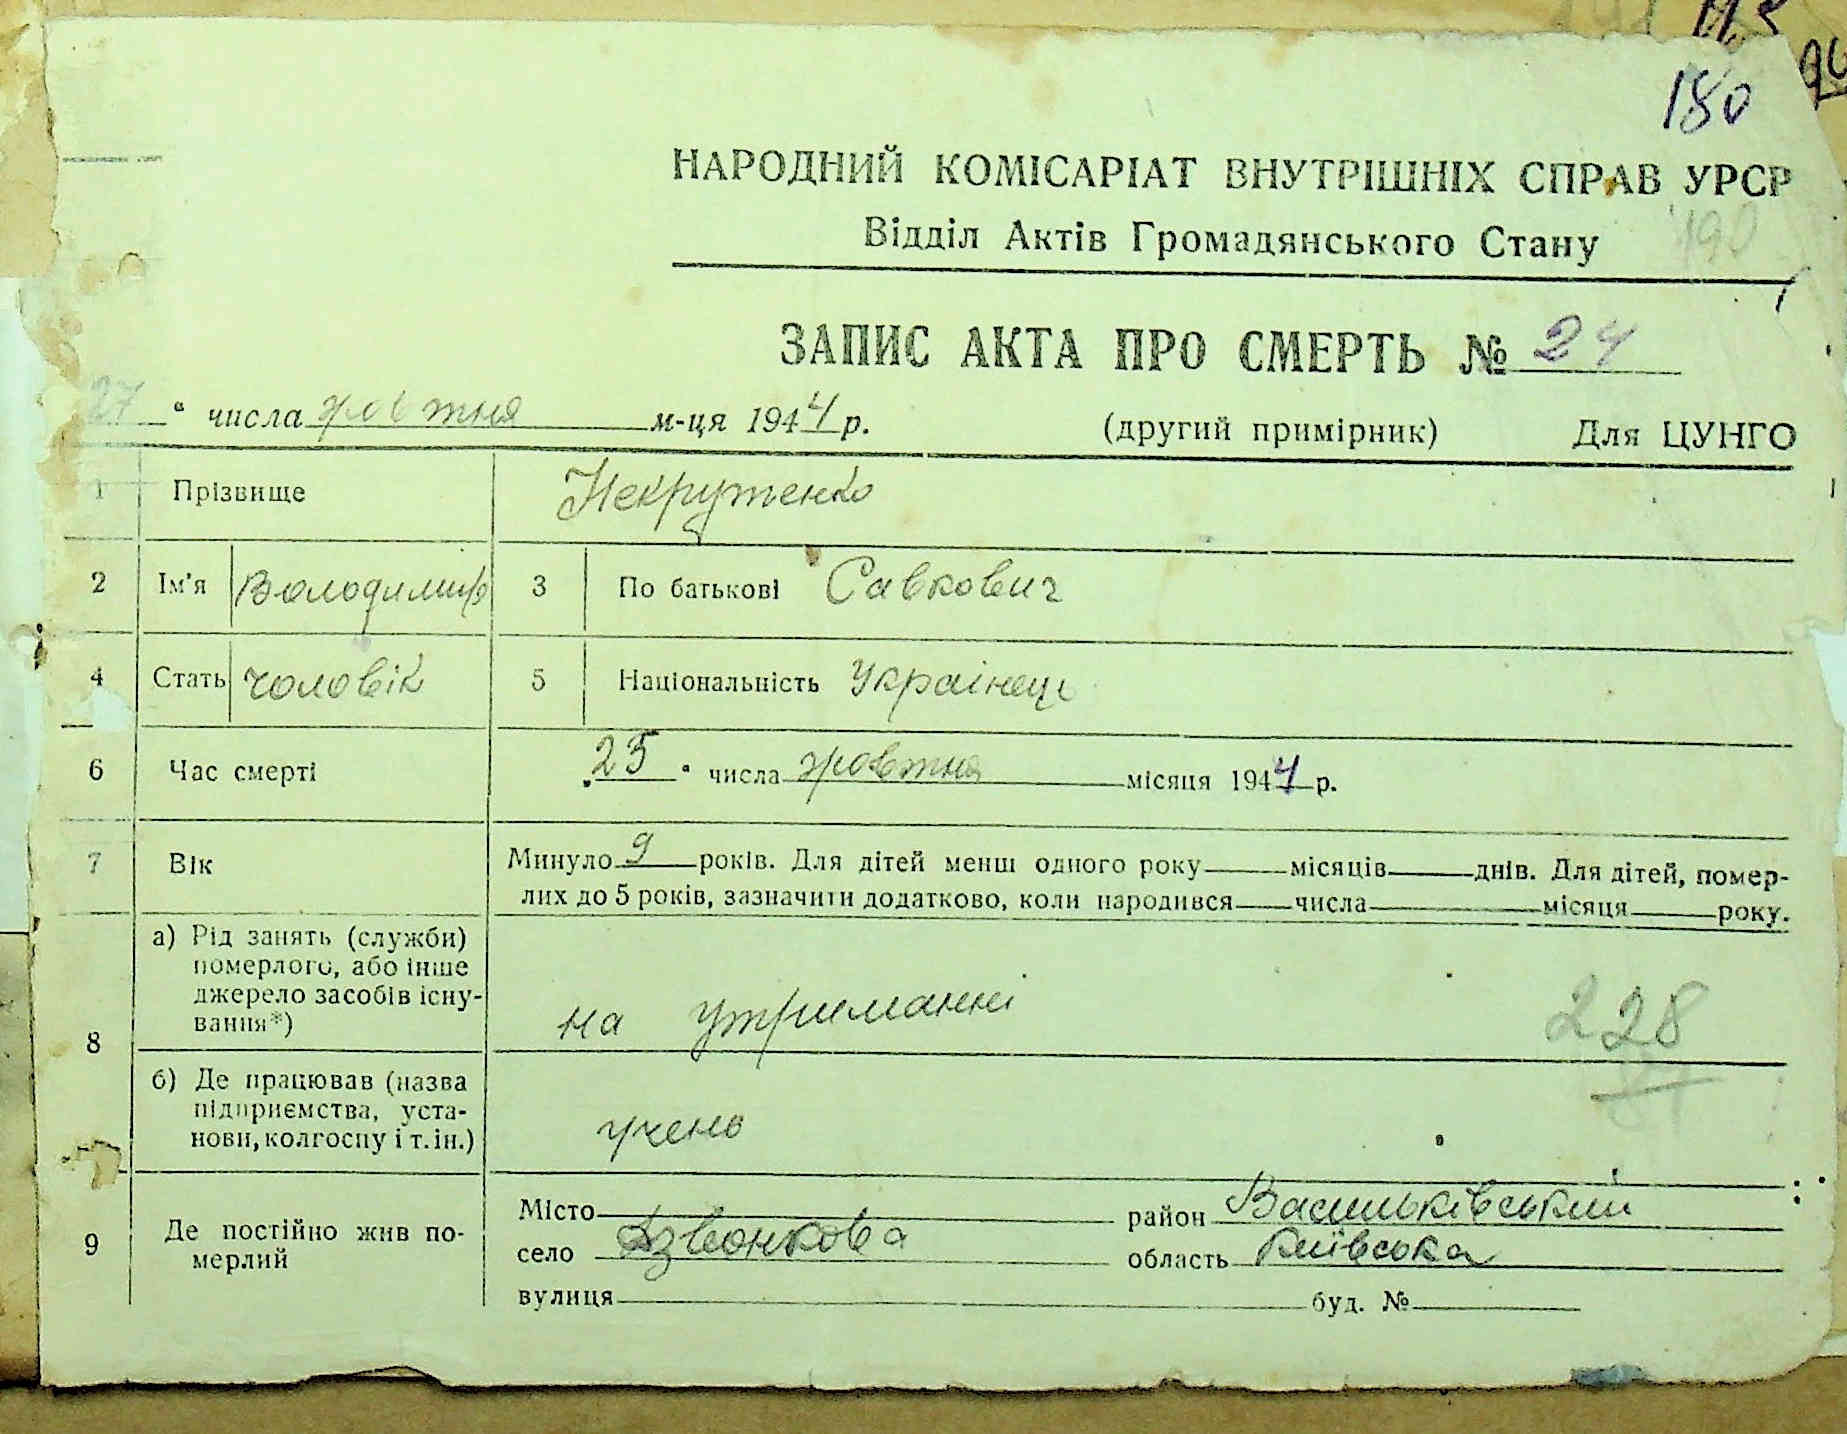 180
НАРОДНИЙ КОМІСАРІАТ ВНУТРІШНІХ СПРАВ УРСР
Відділ Актів Громадянського Стану 190
ЗАПИС АКТА ПРО СМЕРТЬ № 24
27 " числа жовтня м-ця 1944 р. (другий примірник) Для ЦУНГО
1 Прізвище Некрутенко
2 Ім'я Володимир 3 По батькові Савкович
4 Стать чоловік 5 Національність Українець
6 Час смерті „25" числа жовтня місяця 1944 р.
7 Вік Минуло 9 років. Для дітей менш одного року місяців днів. Для дітей, помер-
лих до 5 років, зазначити додатково, коли народився числа місяця року.
8 а) Рід занять (служби)
померлого, або інше
джерело засобів існу-
вання*)
на утриманні 228
б) Де працював (назва
підприємства, уста-
нови, колгоспу і т. ін.)
учень
9 Де постійно жив по-
мерлий
Місто район Васильківський
село Дзвонкова область Київська
вулиця буд. №